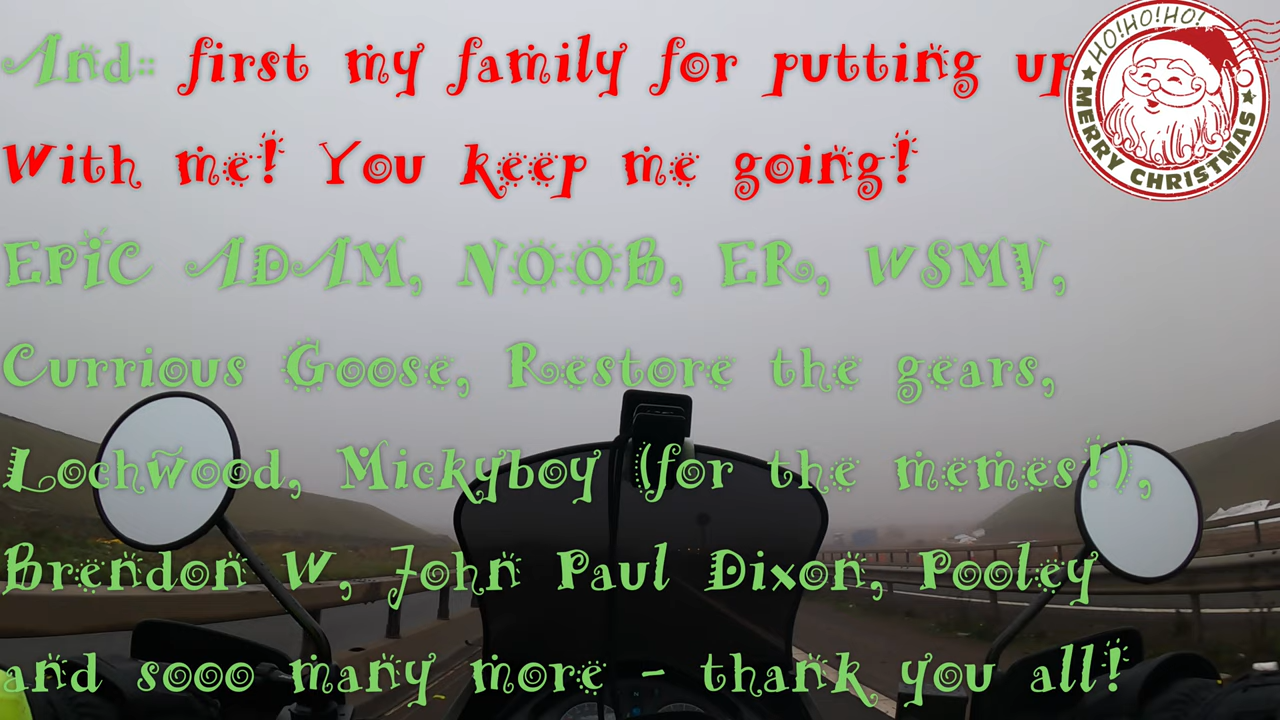 And:: first my family for putting up
With me! You keep me going!
EPiC ADAM, NOOB, ER, WSMV,
Currious Goose, Restore the gears,
Lochwood, Mickyboy (for the memes!),
Brendon W, John Paul Dixon, Pooley
and sooo many more - thank you all!
HO!HO!HO!
MERRY CHRISTMAS